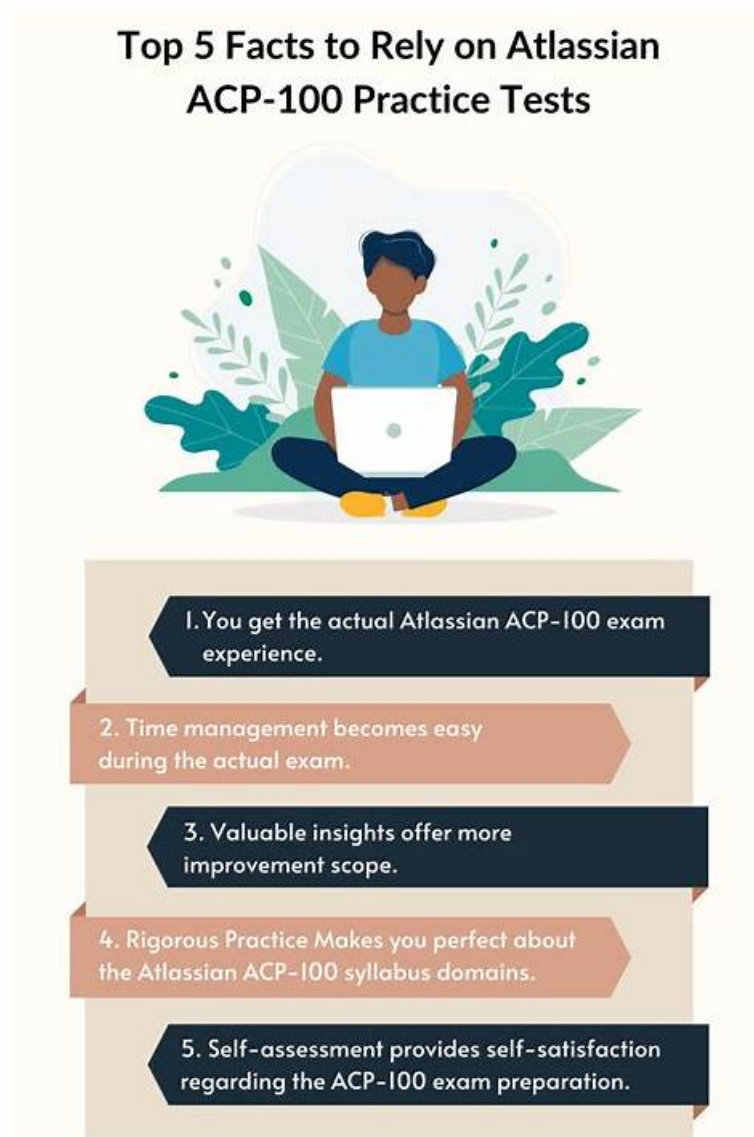 Top 5 Facts to Rely on Atlassian
ACP-100 Practice Tests
1. You get the actual Atlassian ACP-100 exam
experience.
2. Time management becomes easy
during the actual exam.
3. Valuable insights offer more
improvement scope.
4. Rigorous Practice Makes you perfect about
the Atlassian ACP-100 syllabus domains.
5. Self-assessment provides self-satisfaction
regarding the ACP-100 exam preparation.